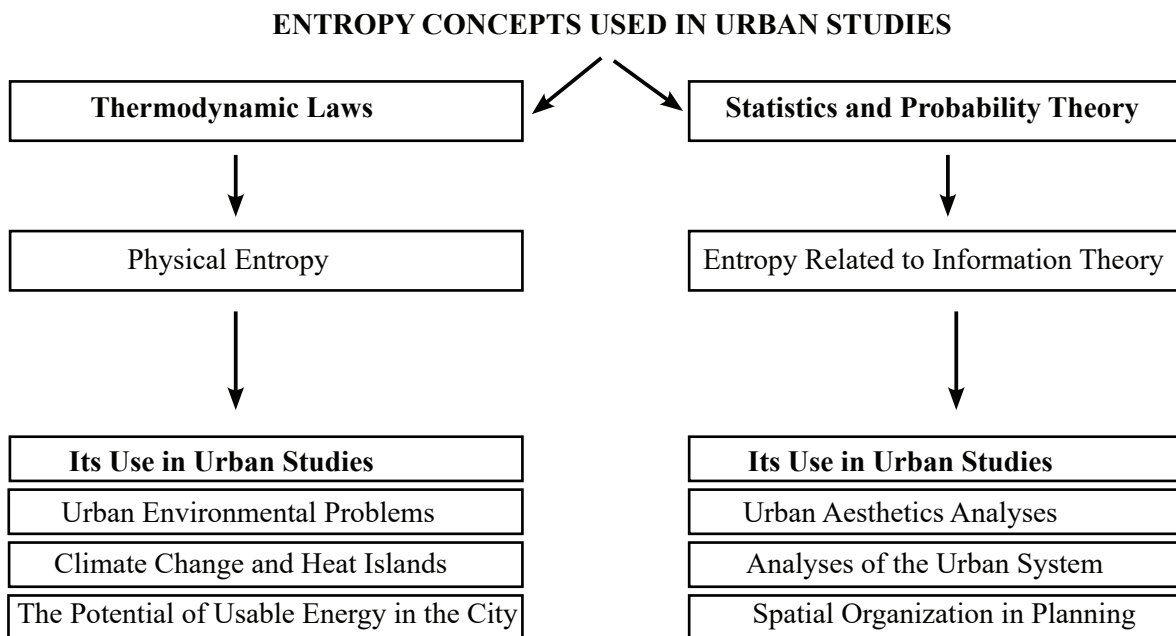 ENTROPY CONCEPTS USED IN URBAN STUDIES
Thermodynamic Laws
Statistics and Probability Theory
Physical Entropy
Entropy Related to Information Theory
Its Use in Urban Studies
Its Use in Urban Studies
Urban Environmental Problems
Urban Aesthetics Analyses
Climate Change and Heat Islands
Analyses of the Urban System
The Potential of Usable Energy in the City
Spatial Organization in Planning